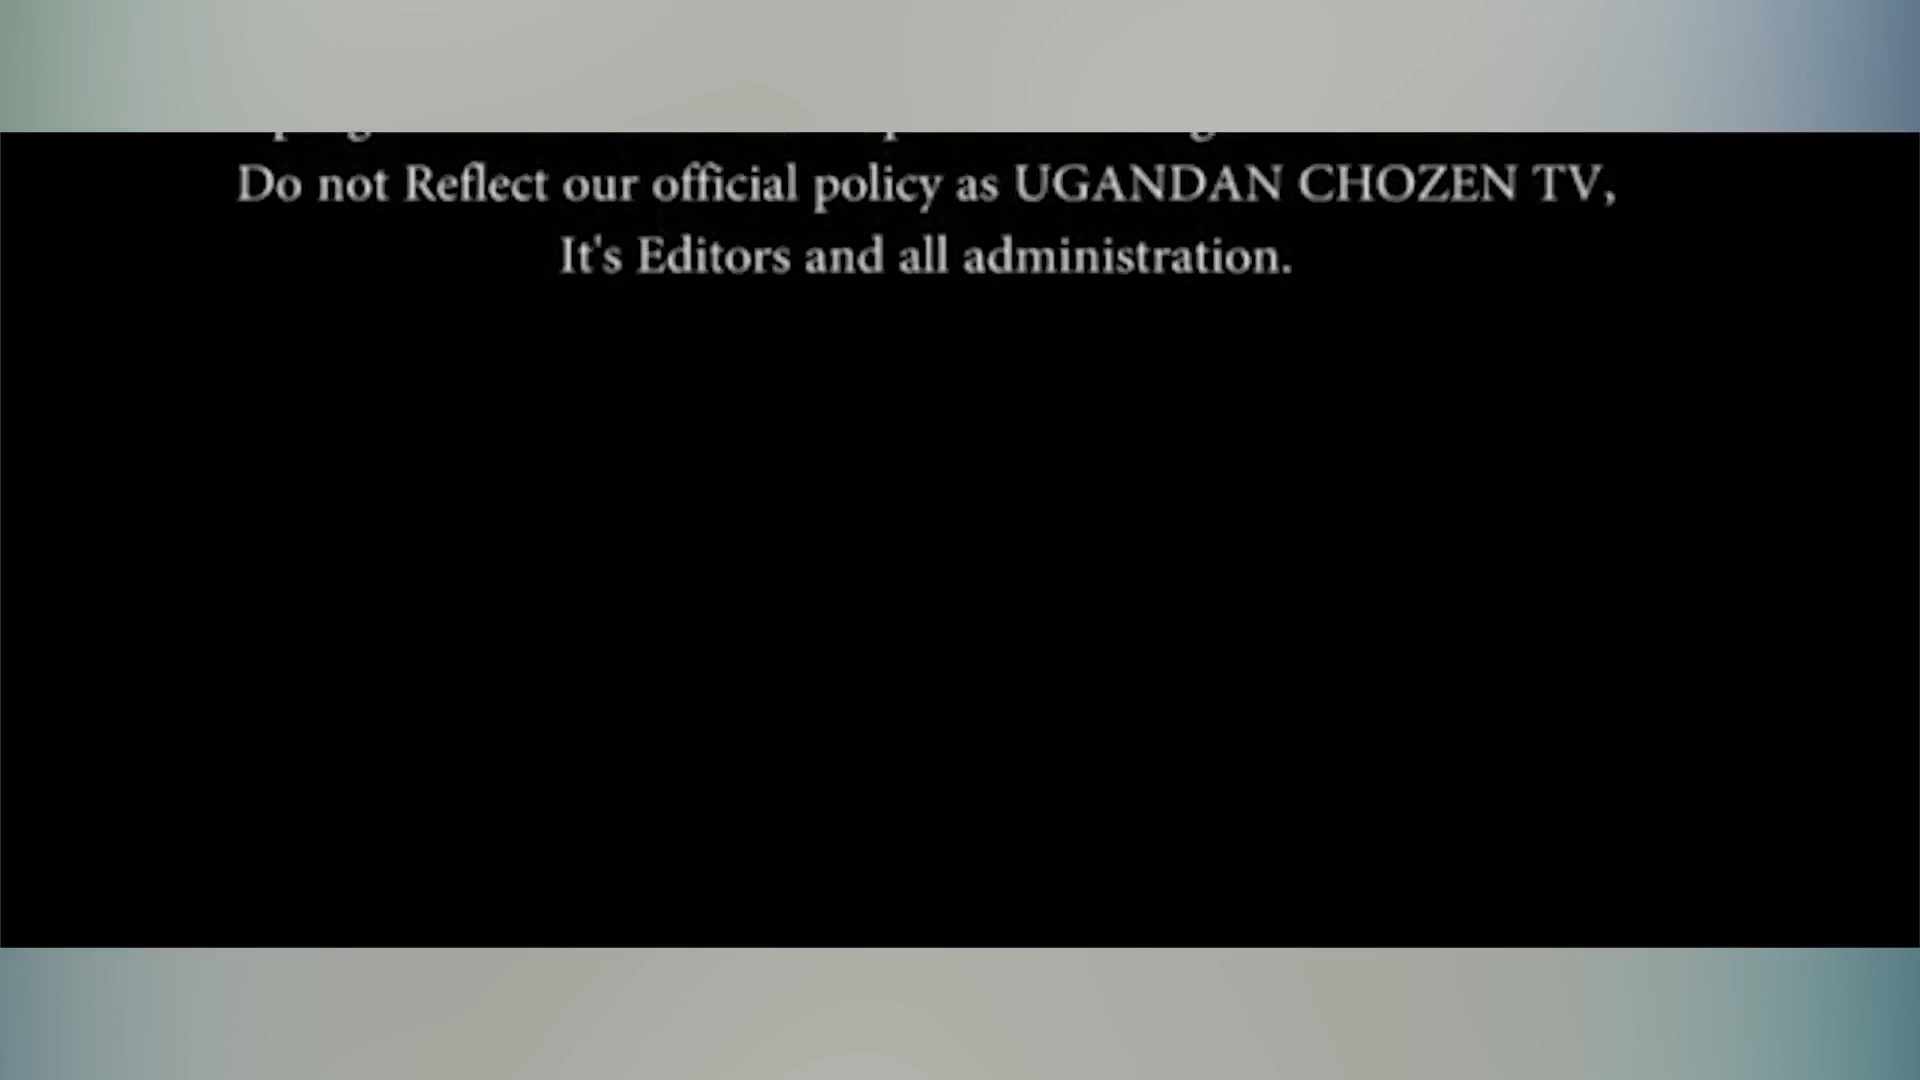 Do not Reflect our official policy as UGANDAN CHOZEN TV,
It's Editors and all administration.